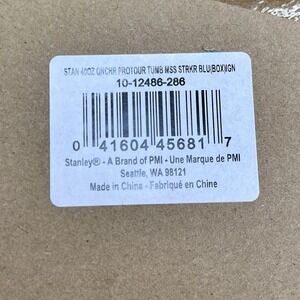 STAN 40OZ QNCHR PROTOUR TUMB MSS STRKR BLU(BOX)IGN
10-12486-286
0 41604 45681 7
Stanley® - A Brand of PMI - Une Marque de PMI
Seattle, WA 98121
Made in China - Fabriqué en Chine